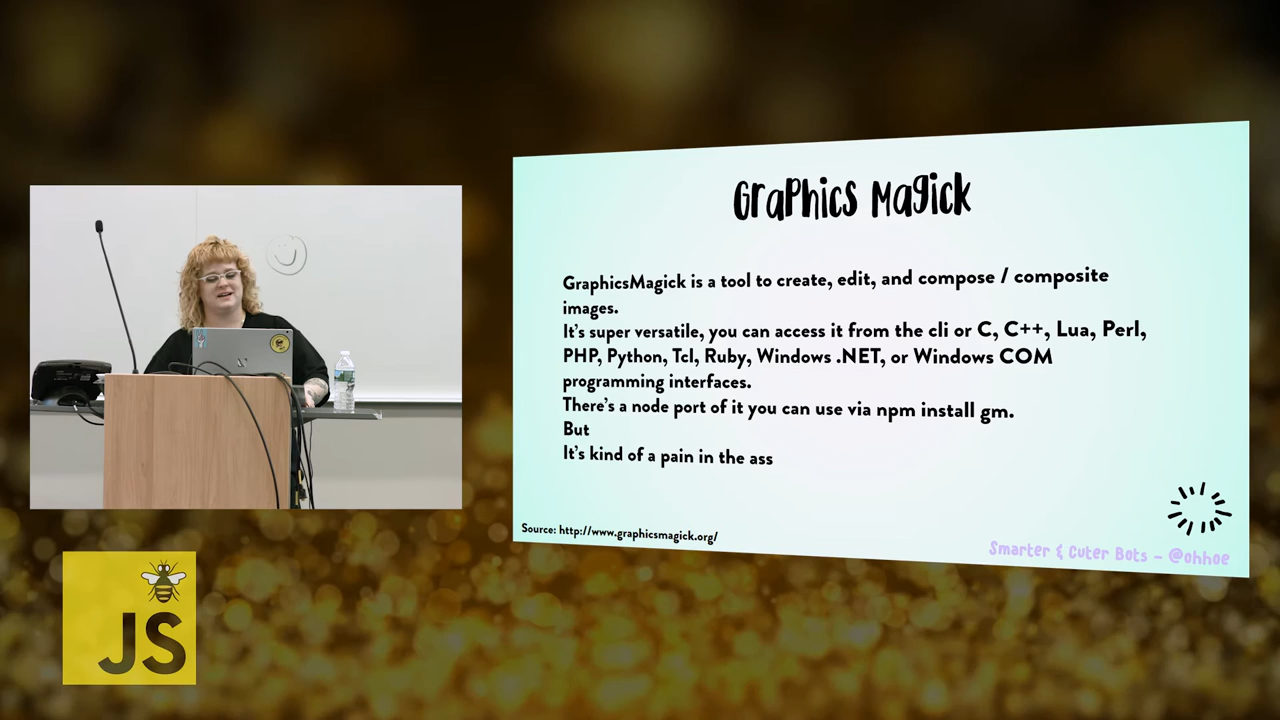 Graphics Magick
GraphicsMagick is a tool to create, edit, and compose / composite
images.
It's super versatile, you can access it from the cli or C, C++, Lua, Perl,
PHP, Python, Tcl, Ruby, Windows .NET, or Windows COM
programming interfaces.
There's a node port of it you can use via npm install gm.
But
It's kind of a pain in the ass
Source: http://www.graphicsmagick.org/
Smarter & Cuter Bots – @ohhoe
JS